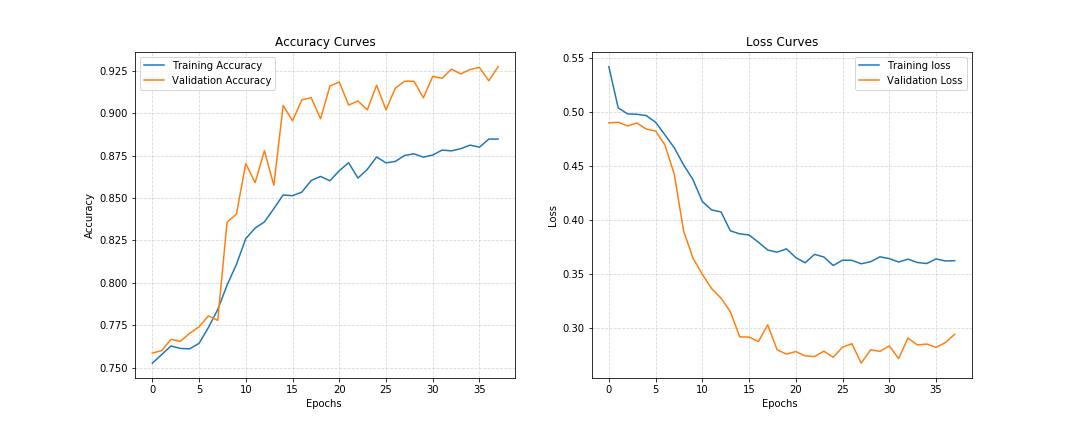 Accuracy Curves
Training Accuracy
Validation Accuracy
0.925
0.900
0.875
0.850
0.825
0.800
0.775
0.750
Accuracy
0 5 10 15 20 25 30 35
Epochs
Loss Curves
Training loss
Validation Loss
0.55
0.50
0.45
0.40
0.35
0.30
Loss
0 5 10 15 20 25 30 35
Epochs